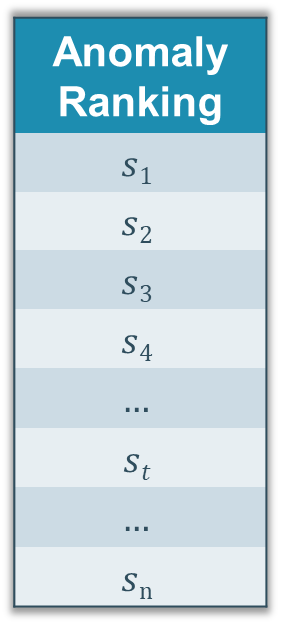 Anomaly
Ranking
s₁
s₂
s₃
s₄
...
sₜ
...
sₙ